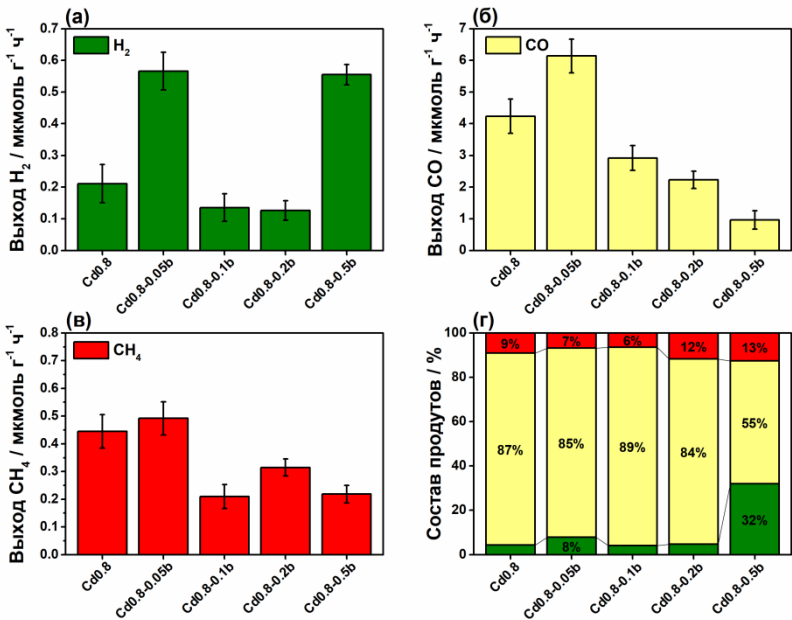 (а)
H₂
Выход H₂ / мкмоль г⁻¹ ч⁻¹
0.8
0.7
0.6
0.5
0.4
0.3
0.2
0.1
0.0
Cd0.8
Cd0.8-0.05b
Cd0.8-0.1b
Cd0.8-0.2b
Cd0.8-0.5b
(б)
CO
Выход CO / мкмоль г⁻¹ ч⁻¹
7
6
5
4
3
2
1
0
Cd0.8
Cd0.8-0.05b
Cd0.8-0.1b
Cd0.8-0.2b
Cd0.8-0.5b
(в)
CH₄
Выход CH₄ / мкмоль г⁻¹ ч⁻¹
0.8
0.7
0.6
0.5
0.4
0.3
0.2
0.1
0.0
Cd0.8
Cd0.8-0.05b
Cd0.8-0.1b
Cd0.8-0.2b
Cd0.8-0.5b
(г)
Состав продутов / %
100
80
60
40
20
0
9% 7% 6% 12% 13%
87% 85% 89% 84% 55%
8% 32%
Cd0.8
Cd0.8-0.05b
Cd0.8-0.1b
Cd0.8-0.2b
Cd0.8-0.5b